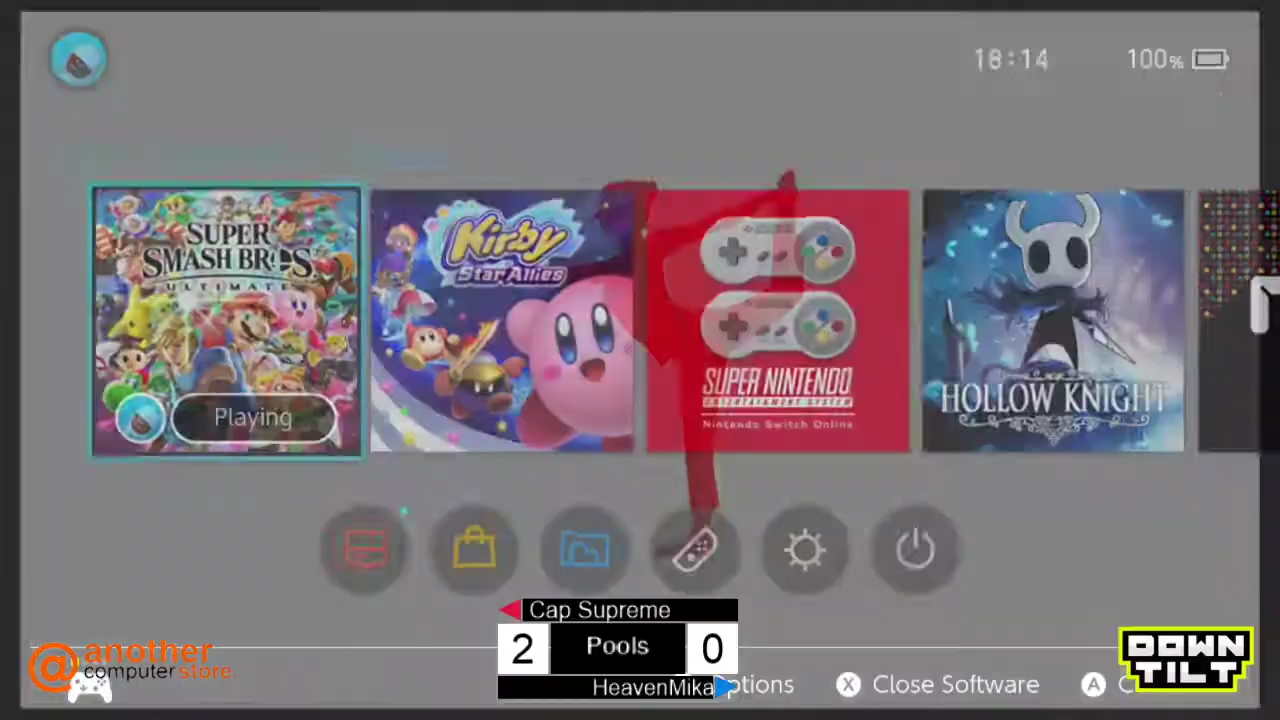 18:14
100%
SUPER
SMASH BROS.
ULTIMATE
Playing
Kirby
Star Allies
SUPER NINTENDO
ENTERTAINMENT SYSTEM
Nintendo Switch Online
HOLLOW KNIGHT
Cap Supreme
2 Pools 0
HeavenMika
ptions
X Close Software
A
@another
computer store.
DOWN
TILT